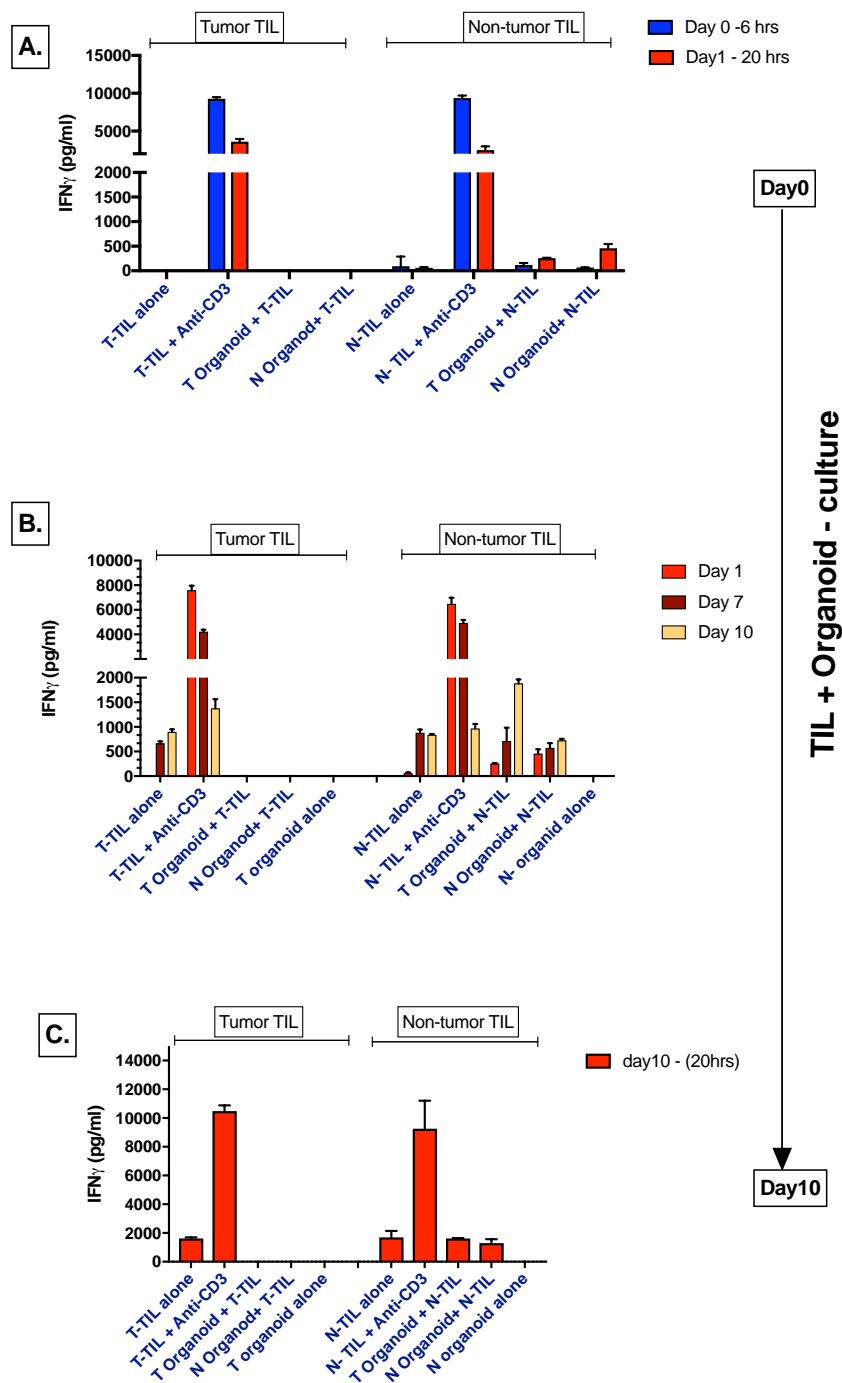 A.
Tumor TIL
Non-tumor TIL
Day 0 -6 hrs
Day1 - 20 hrs
IFNγ (pg/ml)
15000
10000
5000
2000
1500
1000
500
0
T-TIL alone
T-TIL + Anti-CD3
T Organoid + T-TIL
N Organod+ T-TIL
N-TIL alone
N- TIL + Anti-CD3
T Organoid + N-TIL
N Organoid+ N-TIL
Day0
TIL + Organoid - culture
Day10
B.
Tumor TIL
Non-tumor TIL
Day 1
Day 7
Day 10
IFNγ (pg/ml)
10000
8000
6000
4000
2000
1500
1000
500
0
T-TIL alone
T-TIL + Anti-CD3
T Organoid + T-TIL
N Organod+ T-TIL
T organoid alone
N-TIL alone
N- TIL + Anti-CD3
T Organoid + N-TIL
N Organoid+ N-TIL
N- organid alone
C.
Tumor TIL
Non-tumor TIL
day10 - (20hrs)
IFNγ (pg/ml)
14000
12000
10000
8000
6000
4000
2000
0
T-TIL alone
T-TIL + Anti-CD3
T Organoid + T-TIL
N Organod+ T-TIL
T organoid alone
N-TIL alone
N- TIL + Anti-CD3
T Organoid + N-TIL
N Organoid+ N-TIL
N organoid alone